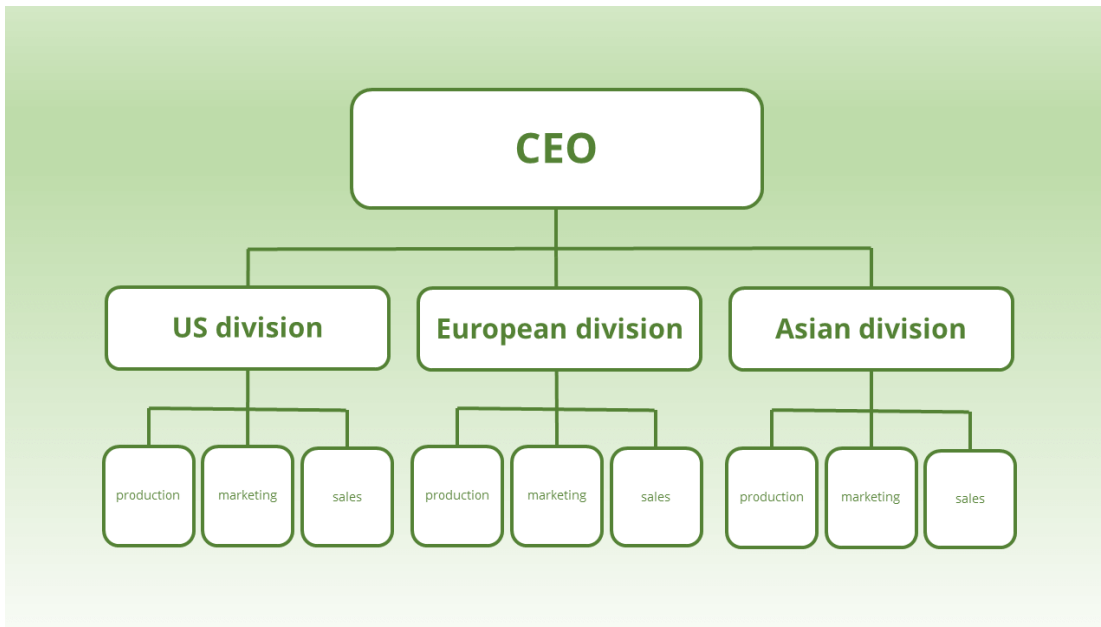 CEO
US division
European division
Asian division
production
marketing
sales
production
marketing
sales
production
marketing
sales